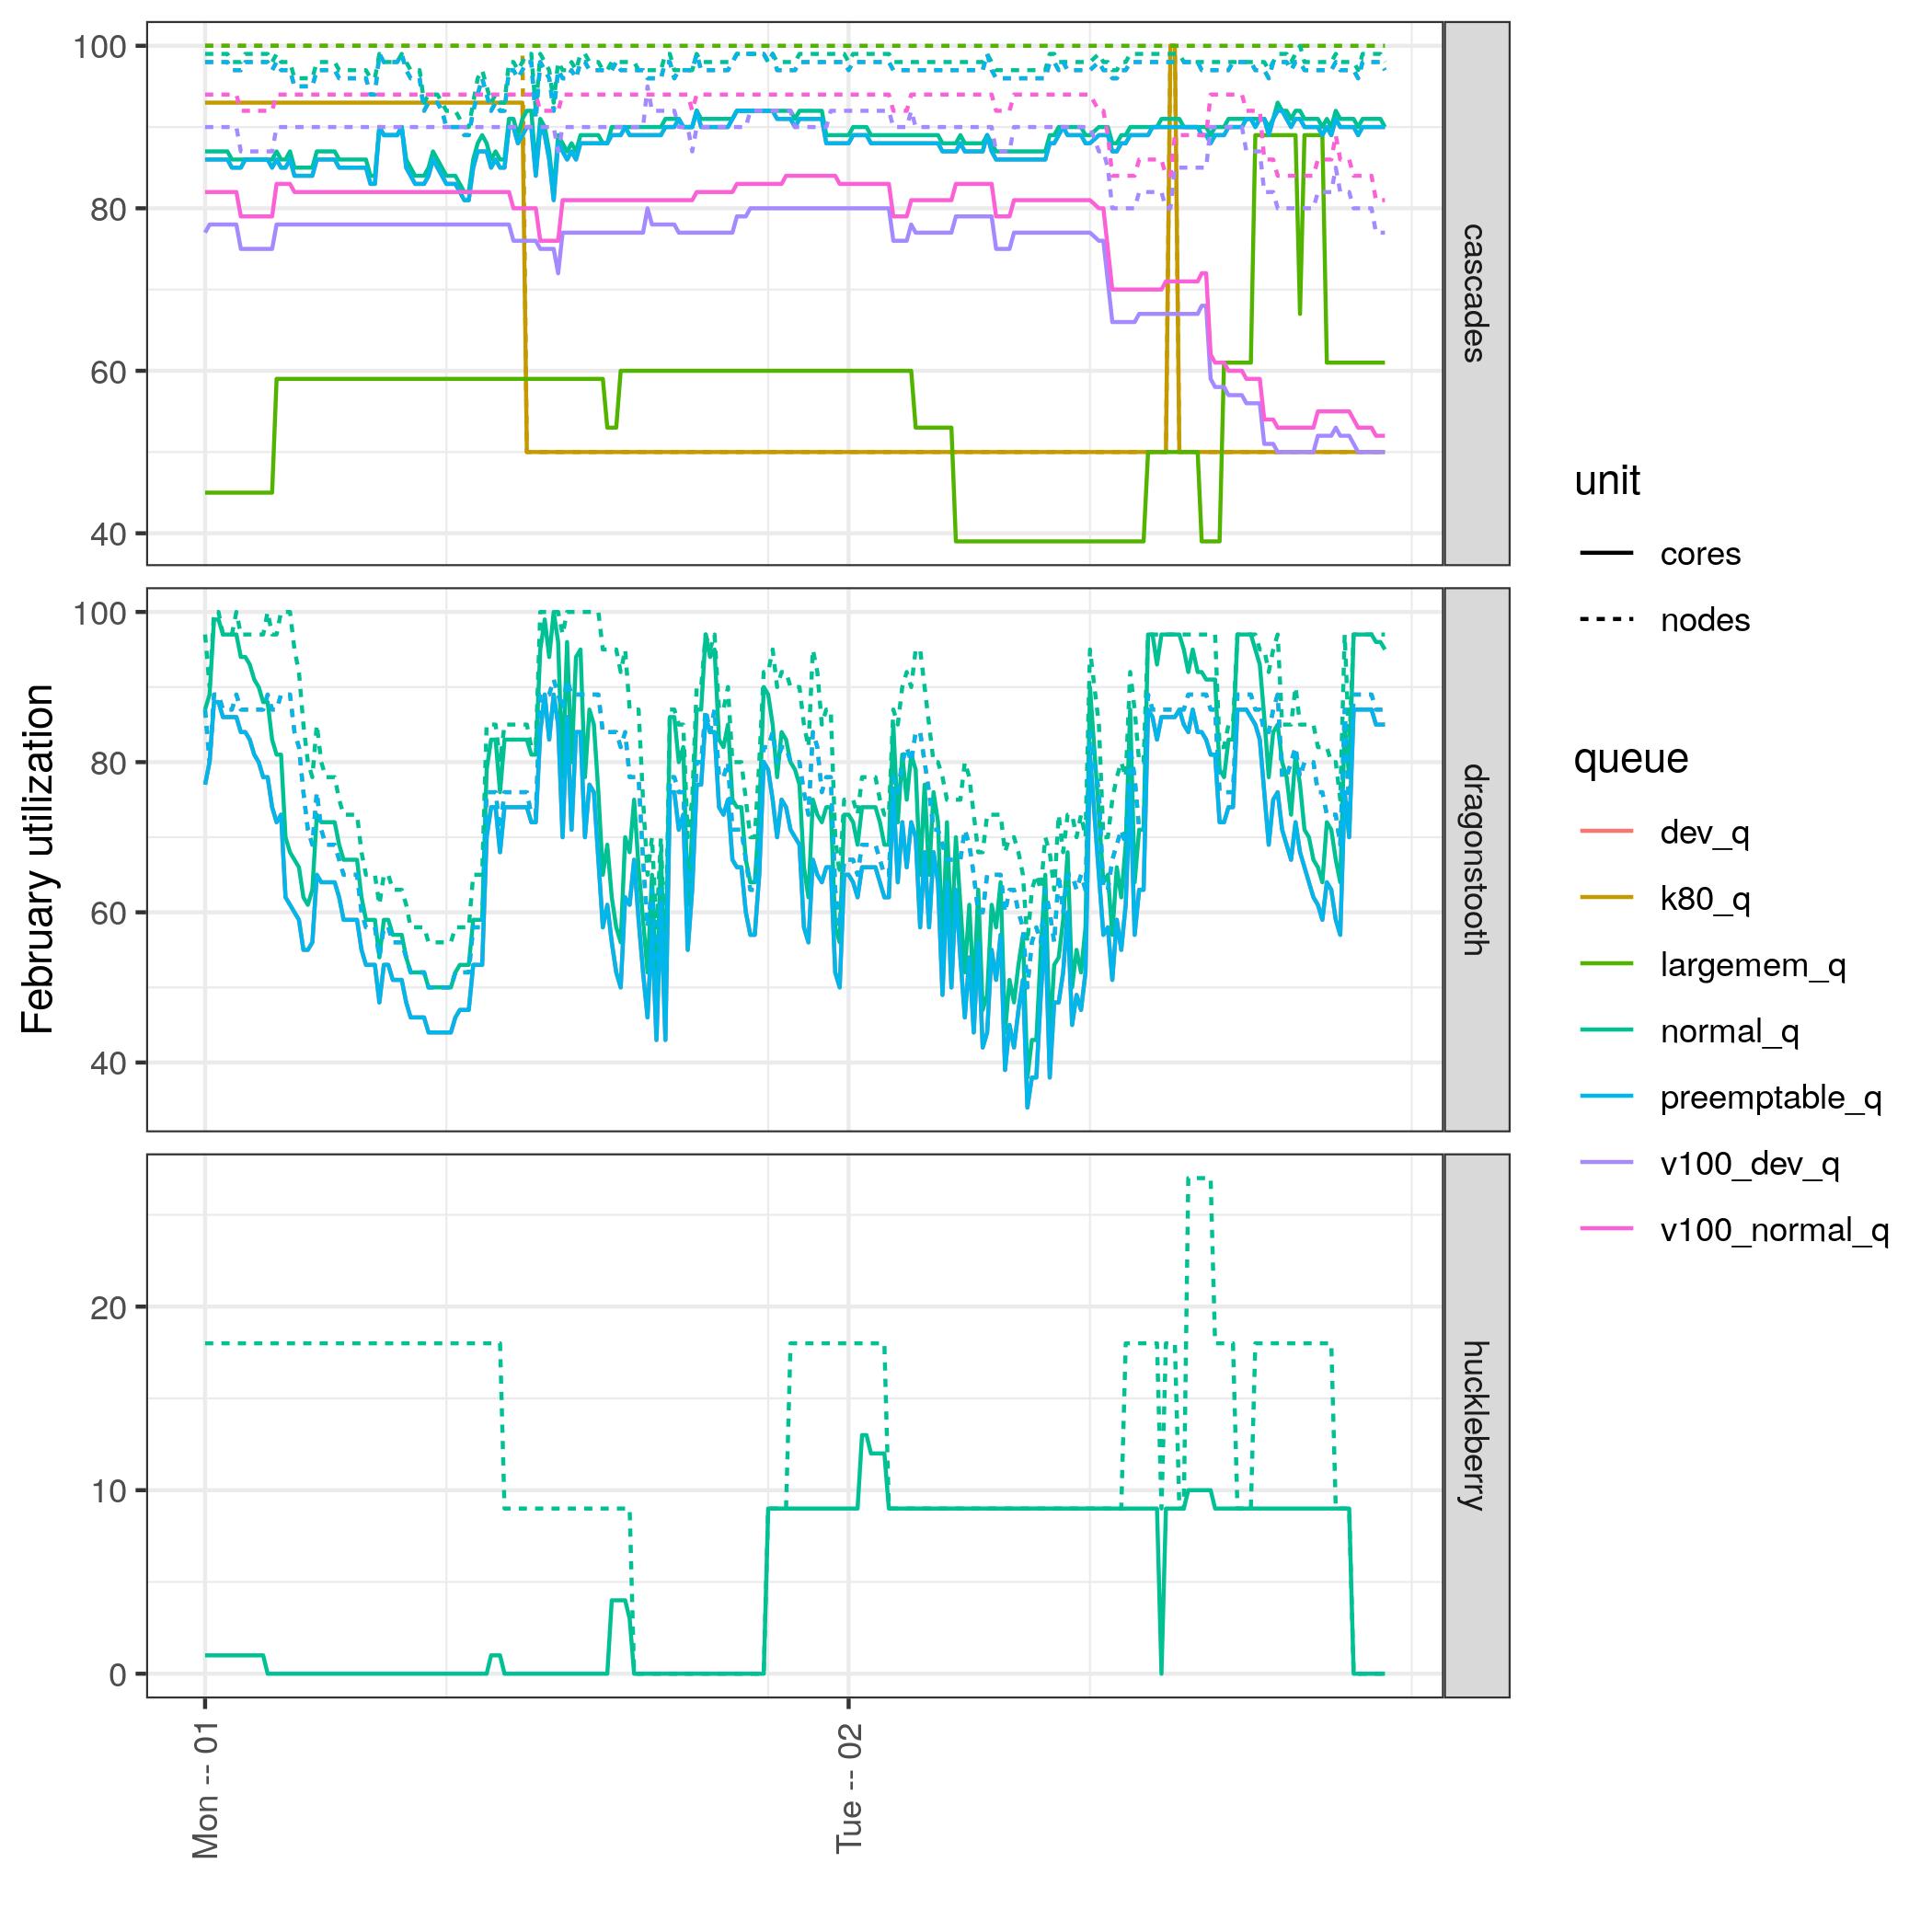 February utilization
100
80
60
40
cascades
100
80
60
40
dragonstooth
20
10
0
huckleberry
Mon -- 01
Tue -- 02
unit
cores
nodes
queue
dev_q
k80_q
largemem_q
normal_q
preemptable_q
v100_dev_q
v100_normal_q